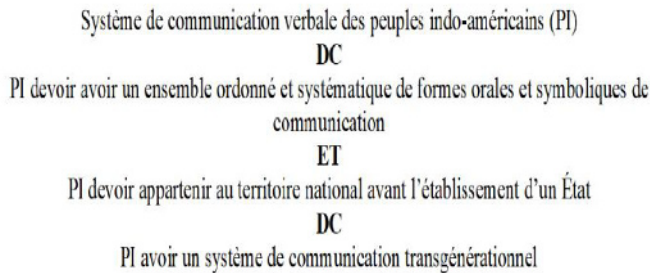 Système de communication verbale des peuples indo-américains (PI)
DC
PI devoir avoir un ensemble ordonné et systématique de formes orales et symboliques de
communication
ET
PI devoir appartenir au territoire national avant l’établissement d’un État
DC
PI avoir un système de communication transgénérationnel